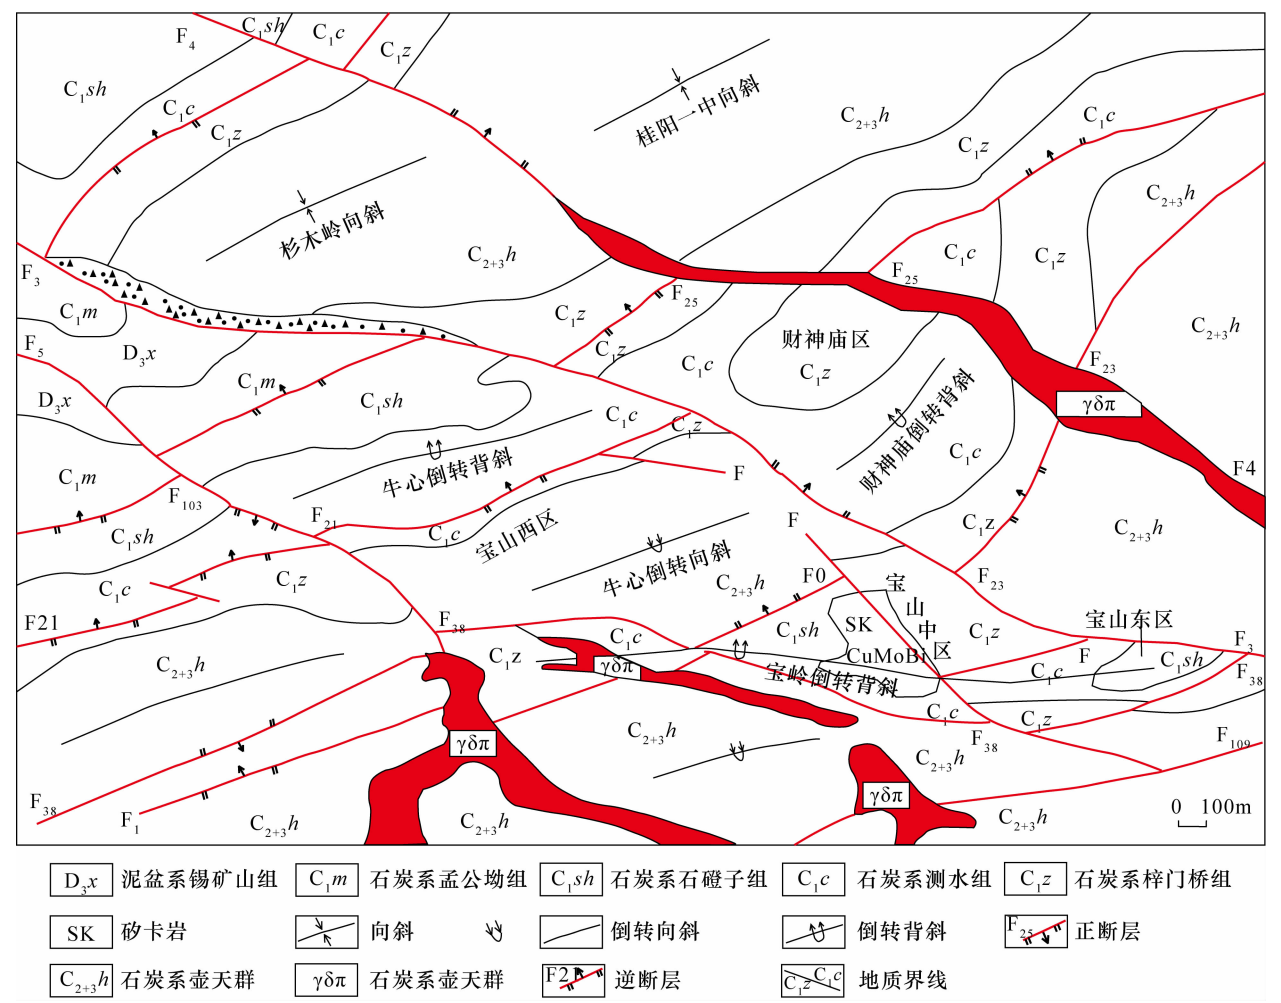 C₁sh
C₁c
F₄
C₁z
C₁sh
C₁c
C₁z
桂阳一中向斜
C₂₊₃h
C₁c
C₁z
C₂₊₃h
杉木岭向斜
C₂₊₃h
C₁c
C₁z
F₃
F₂₅
F₂₅
C₁m
C₁z
C₂₊₃h
F₅
D₃x
C₁z
财神庙区
C₁c
C₁z
F₂₃
C₁m
D₃x
C₁sh
γδπ
C₁c
C₁z
财神庙倒转背斜
C₁c
牛心倒转背斜
F
F4
C₁m
F₁₀₃
F₂₁
F
C₁z
C₂₊₃h
C₁sh
C₁c
宝山西区
牛心倒转向斜
C₁c
C₁z
C₂₊₃h
F0
F₂₃
宝山中区
F21
F₃₈
C₁c
C₁sh
SK
C₁z
宝山东区
C₂₊₃h
C₁z
γδπ
CuMoBi
F
C₁c
C₁sh
F₃
F₃₈
宝岭倒转背斜
C₁c
C₁z
γδπ
C₂₊₃h
F₃₈
C₂₊₃h
F₁₀₉
F₃₈
F₁
C₂₊₃h
C₂₊₃h
γδπ
C₂₊₃h
0 100m
D₃x 泥盆系锡矿山组 C₁m 石炭系孟公坳组 C₁sh 石炭系石磴子组 C₁c 石炭系测水组 C₁z 石炭系梓门桥组
SK 矽卡岩 向斜 倒转向斜 倒转背斜 F₂₅ 正断层
C₂₊₃h 石炭系壶天群 γδπ 石炭系壶天群 F21 逆断层 C₁z C₁c 地质界线